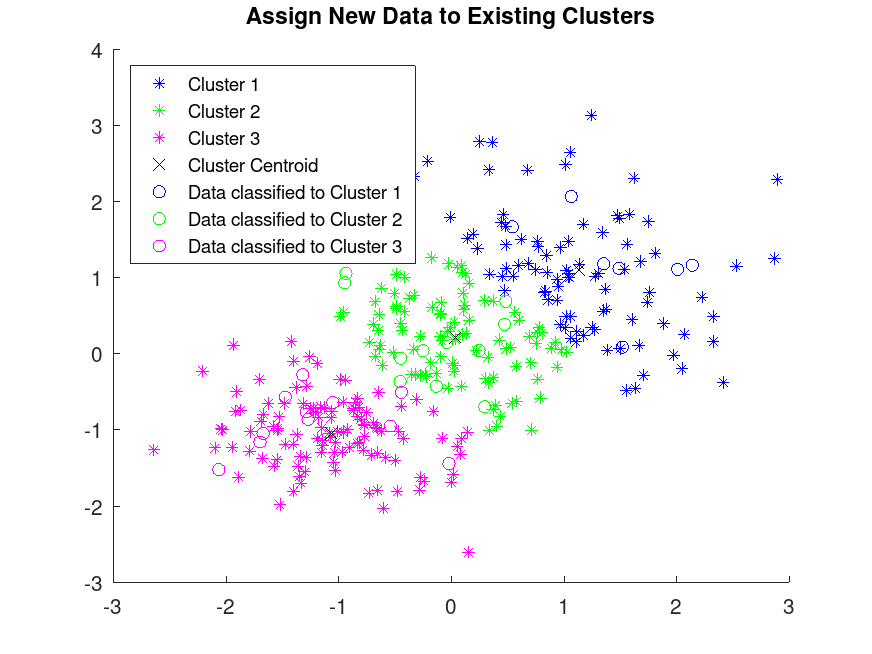 Assign New Data to Existing Clusters
4
3
2
1
0
-1
-2
-3
Cluster 1
Cluster 2
Cluster 3
Cluster Centroid
Data classified to Cluster 1
Data classified to Cluster 2
Data classified to Cluster 3
-3 -2 -1 0 1 2 3